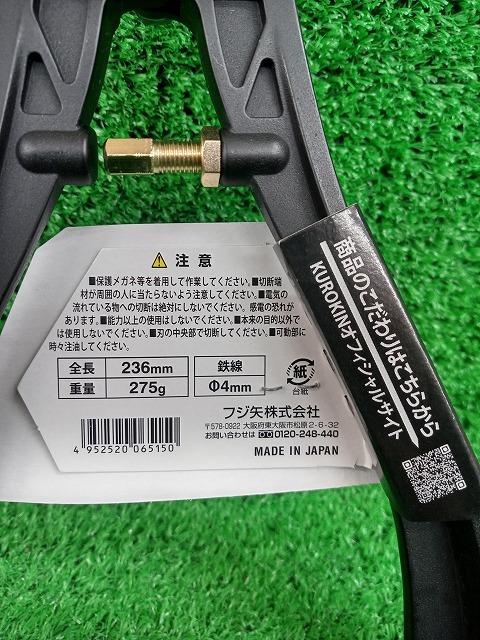 ⚠ 注意
■保護メガネ等を着用して作業してください。■切断端
材が周囲の人に当たらないよう注意してください。■電気の
流れている物への切断は絶対にしないでください。感電の恐れが
あります。■能力以上の使用はしないでください。■本来の目的以外で
は使用しないでください。■刃の中央部で切断してください。■可動部に
時々注油してください。
全長 236mm 鉄線
重量 275g Φ4mm
紙
台紙
フジ矢株式会社
〒578-0922 大阪府東大阪市松原2-6-32
お問い合わせは 0120-248-440
MADE IN JAPAN
4 952520 065150
商品のこだわりはこちらから
KUROKINオフィシャルサイト